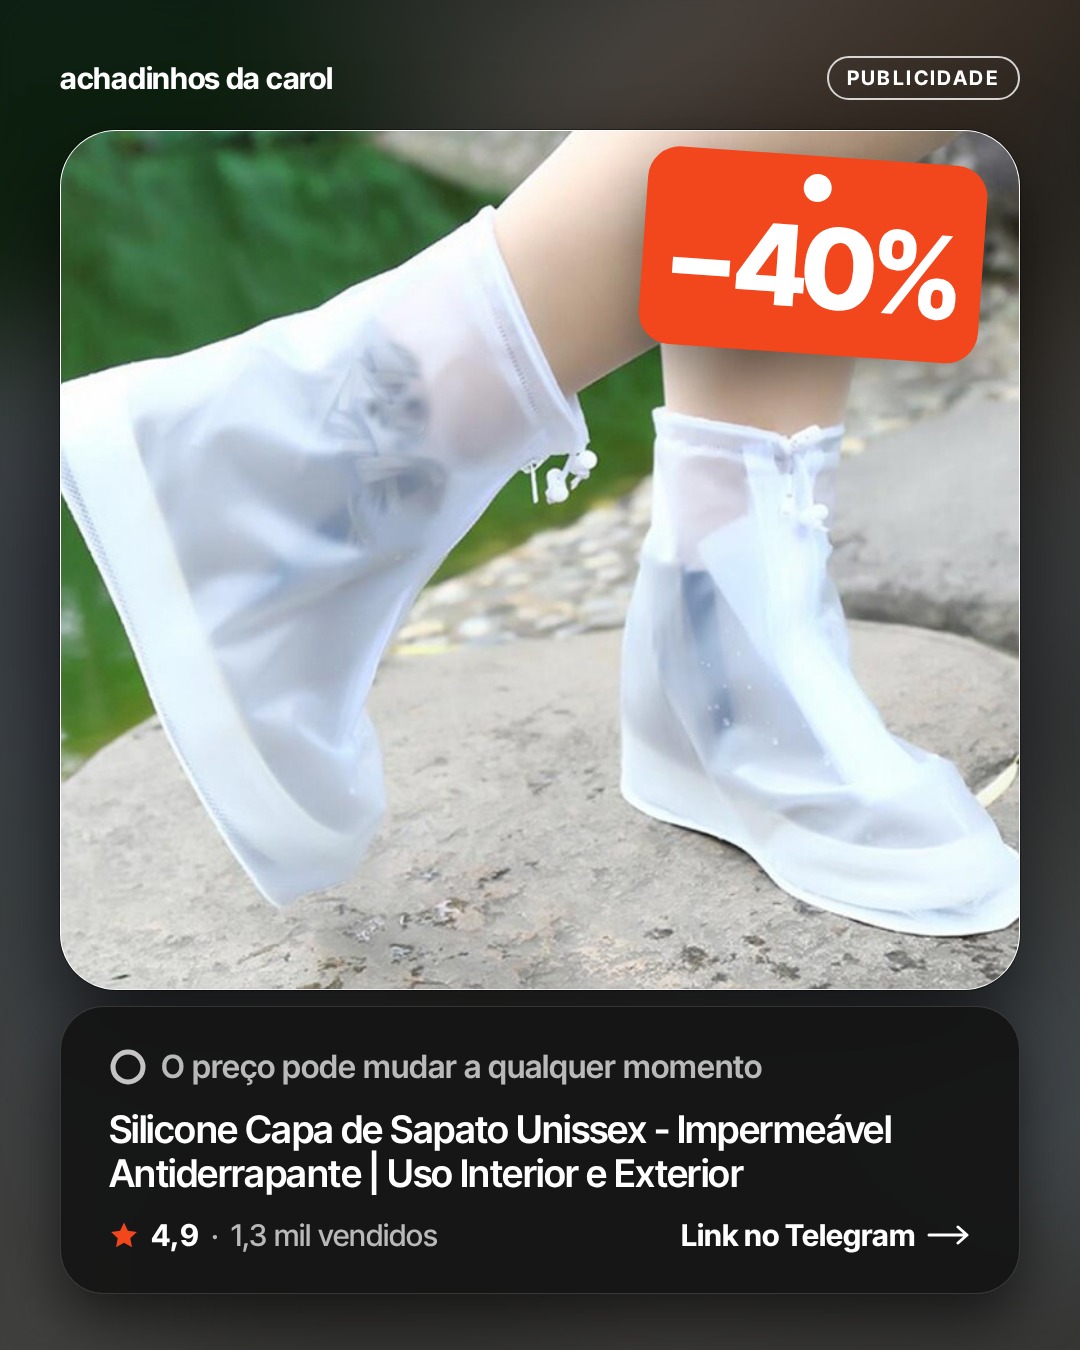 achadinhos da carol
PUBLICIDADE
−40%
O preço pode mudar a qualquer momento
Silicone Capa de Sapato Unissex - Impermeável
Antiderrapante | Uso Interior e Exterior
4,9 · 1,3 mil vendidos
Link no Telegram →